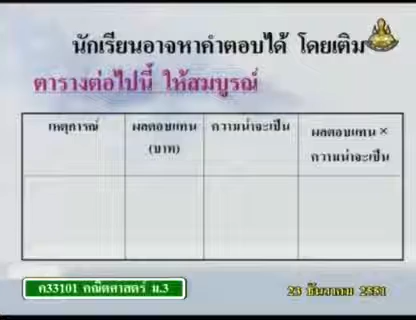 นักเรียนอาจหาคำตอบได้ โดยเติม
ตารางต่อไปนี้ ให้สมบูรณ์
เหตุการณ์
ผลตอบแทน
(บาท)
ความน่าจะเป็น
ผลตอบแทน ×
ความน่าจะเป็น
ค33101 คณิตศาสตร์ ม.3
23 ธันวาคม 2551